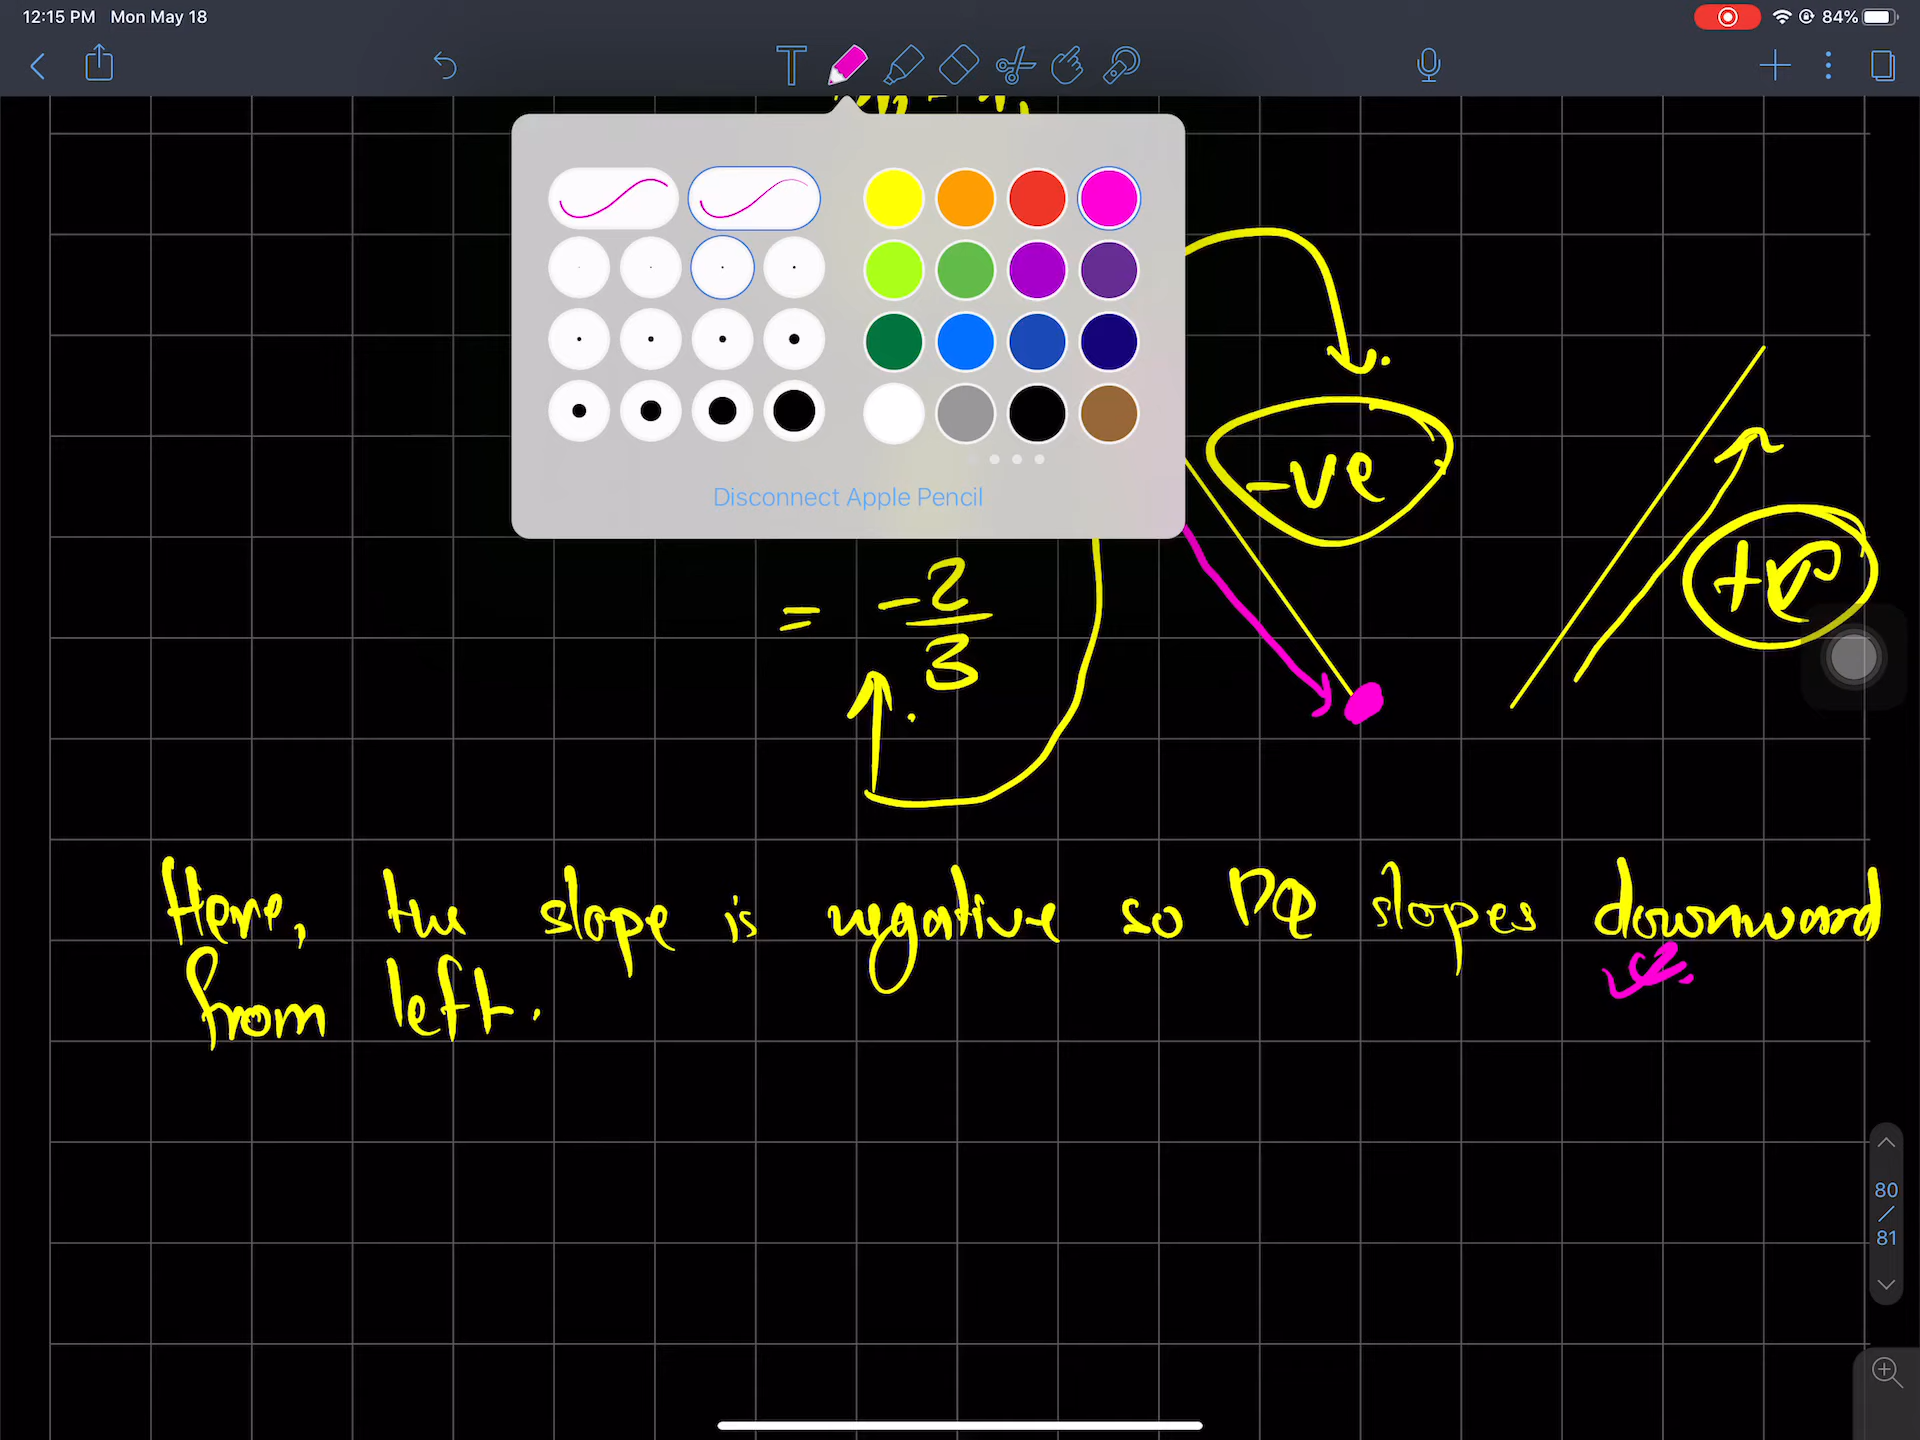 12:15 PM Mon May 18
84%
Disconnect Apple Pencil
-ve
+ve
= -2/3
Here, the slope is negative so PQ slopes downward
from left.
80
/
81